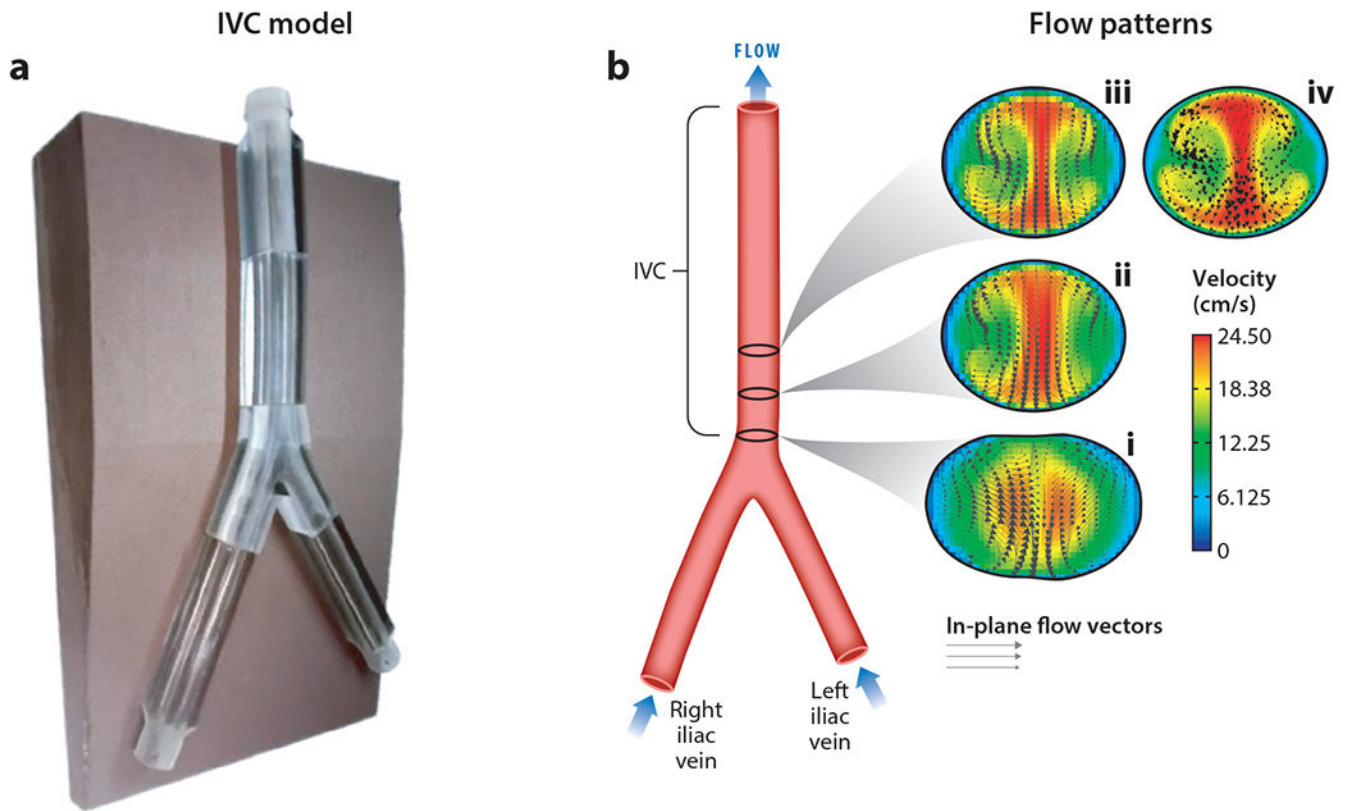 IVC model
Flow patterns
a
b
FLOW
IVC
iii
iv
ii
i
Velocity
(cm/s)
24.50
18.38
12.25
6.125
0
In-plane flow vectors
Right
iliac
vein
Left
iliac
vein